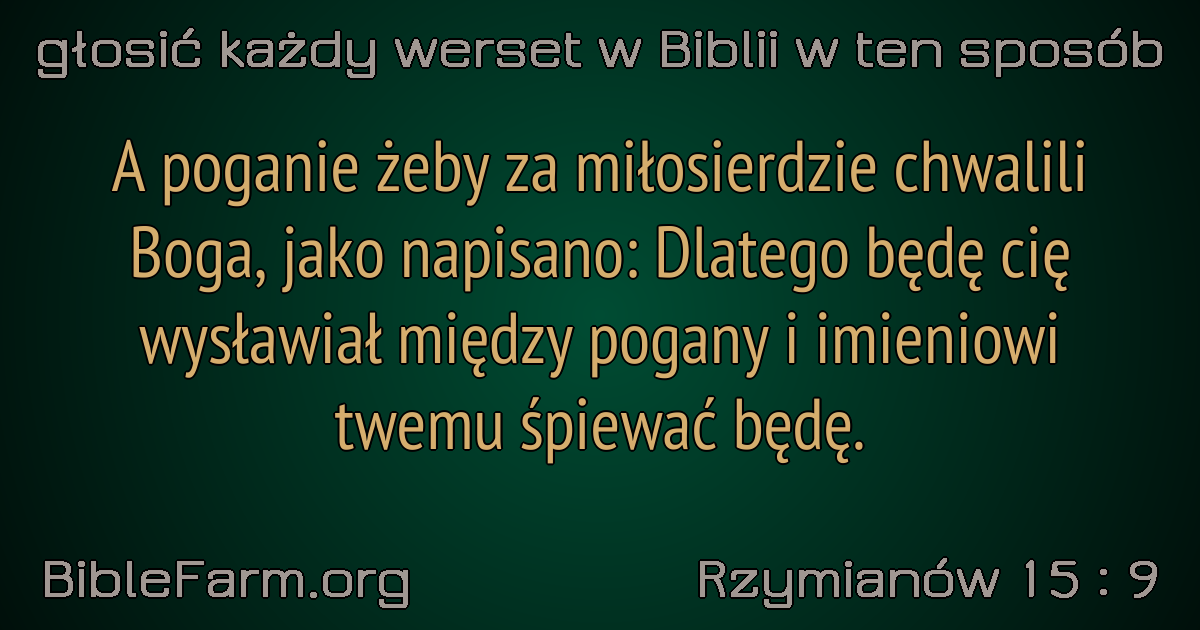 głosić każdy werset w Biblii w ten sposób
A poganie żeby za miłosierdzie chwalili
Boga, jako napisano: Dlatego będę cię
wysławiał między pogany i imieniowi
twemu śpiewać będę.
BibleFarm.org
Rzymianów 15 : 9